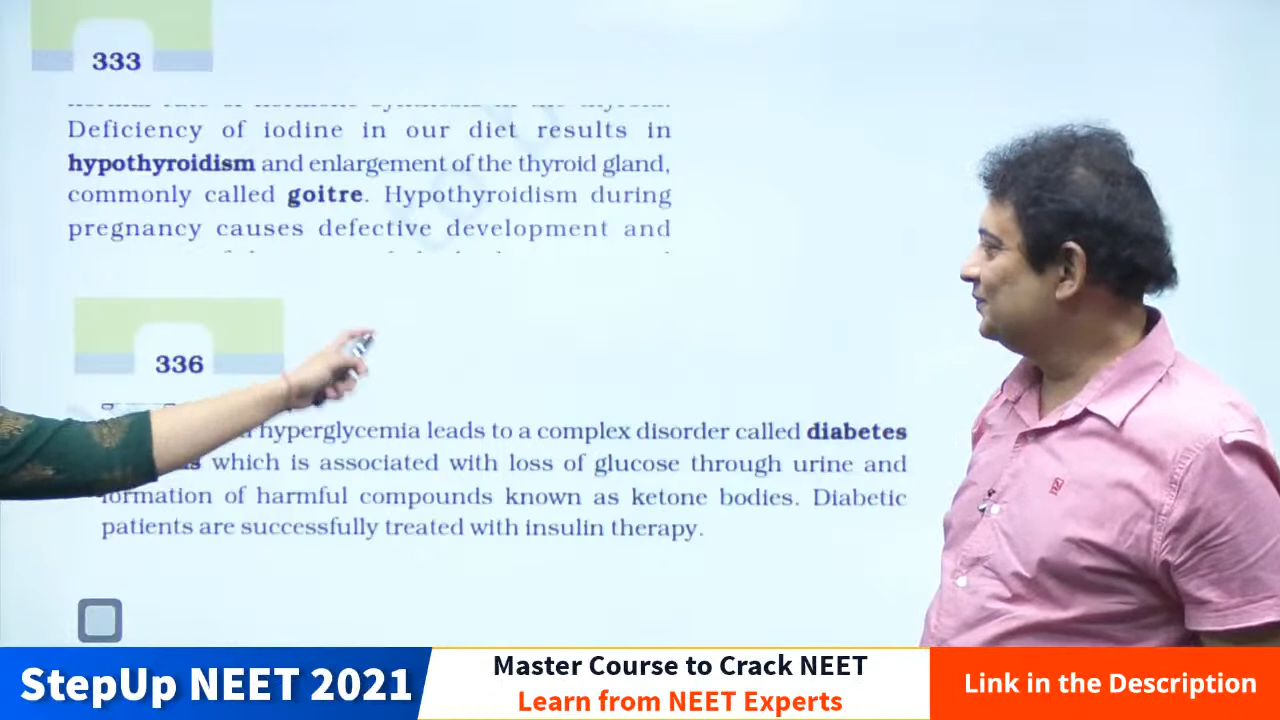 333
Deficiency of iodine in our diet results in
hypothyroidism and enlargement of the thyroid gland,
commonly called goitre. Hypothyroidism during
pregnancy causes defective development and
336
hyperglycemia leads to a complex disorder called diabetes
which is associated with loss of glucose through urine and
formation of harmful compounds known as ketone bodies. Diabetic
patients are successfully treated with insulin therapy.
StepUp NEET 2021
Master Course to Crack NEET
Learn from NEET Experts
Link in the Description